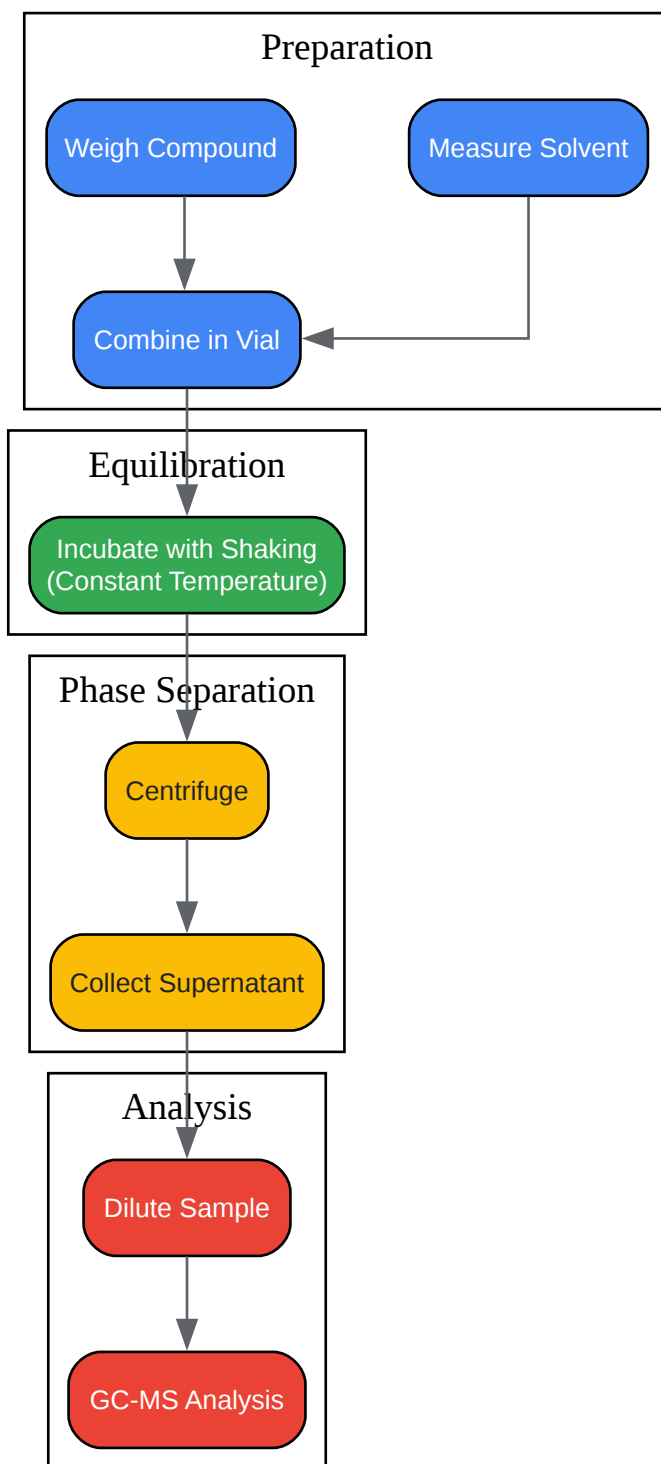 Preparation
Weigh Compound
Measure Solvent
Combine in Vial
Equilibration
Incubate with Shaking
(Constant Temperature)
Phase Separation
Centrifuge
Collect Supernatant
Analysis
Dilute Sample
GC-MS Analysis